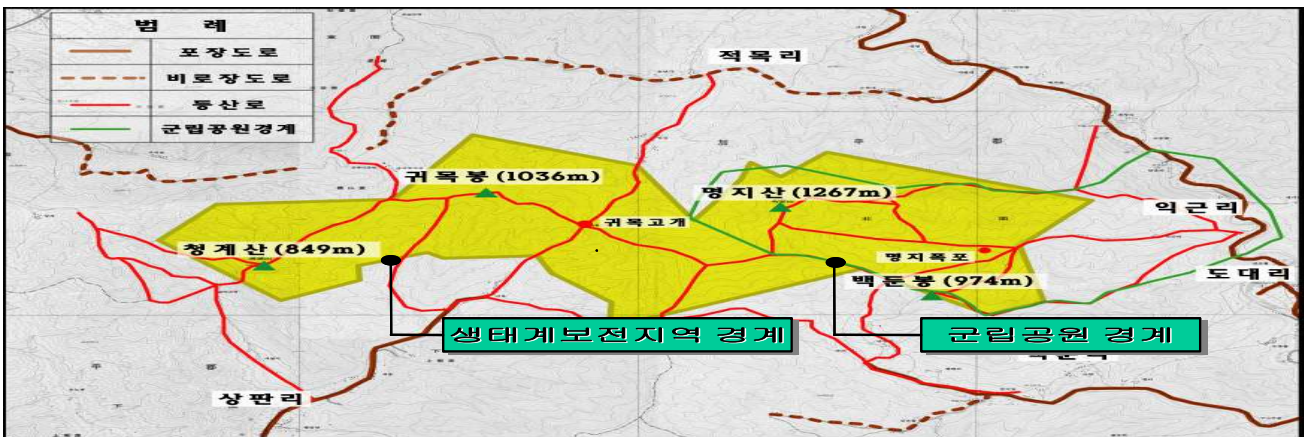 범 례
포장도로
비로장도로
등산로
군립공원경계
적목리
귀목봉(1036m)
명지산(1267m)
귀목고개
익근리
청계산(849m)
명지폭포
도대리
백둔봉(974m)
생태계보전지역 경계
군립공원 경계
상판리